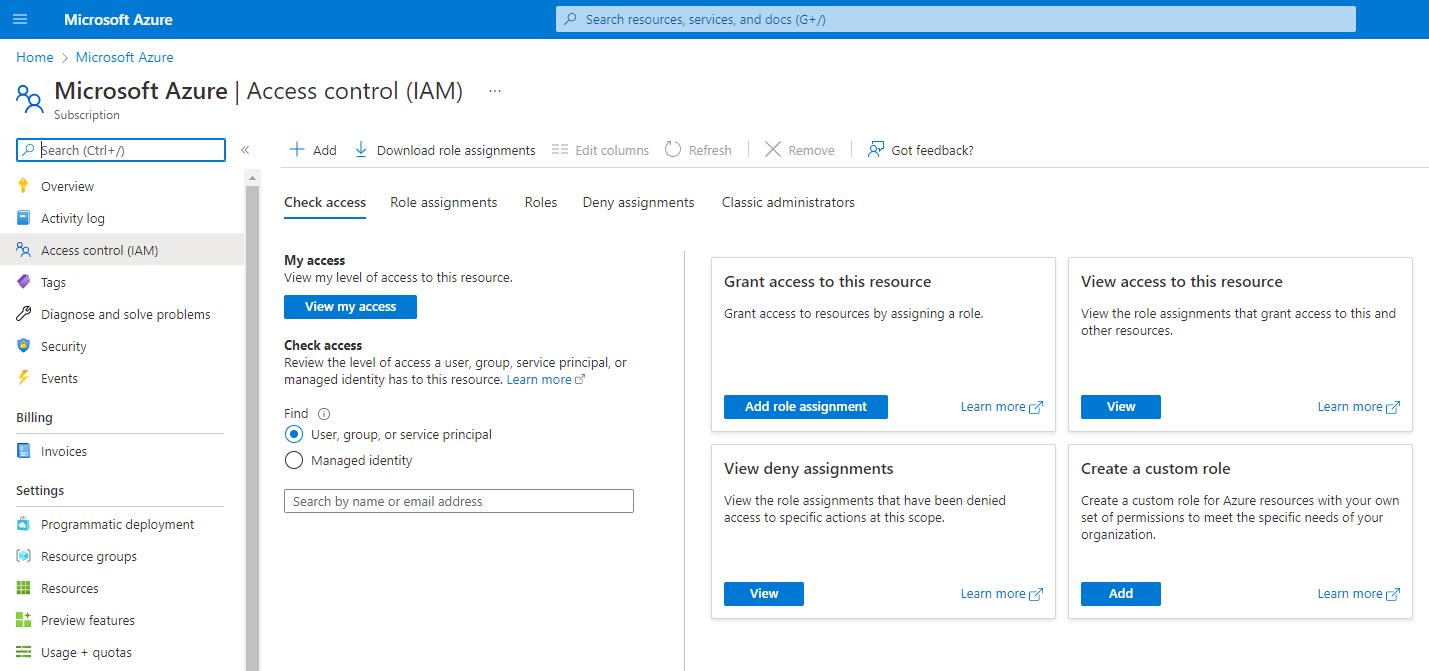 Microsoft Azure
Search resources, services, and docs (G+/)
Home > Microsoft Azure
Microsoft Azure | Access control (IAM) ...
Subscription
Search (Ctrl+/)
«
Overview
Activity log
Access control (IAM)
Tags
Diagnose and solve problems
Security
Events
Billing
Invoices
Settings
Programmatic deployment
Resource groups
Resources
Preview features
Usage + quotas
Add
Download role assignments
Edit columns
Refresh
Remove
Got feedback?
Check access
Role assignments
Roles
Deny assignments
Classic administrators
My access
View my level of access to this resource.
View my access
Check access
Review the level of access a user, group, service principal, or
managed identity has to this resource. Learn more
Find
User, group, or service principal
Managed identity
Search by name or email address
Grant access to this resource
Grant access to resources by assigning a role.
Add role assignment
Learn more
View access to this resource
View the role assignments that grant access to this and
other resources.
View
Learn more
View deny assignments
View the role assignments that have been denied
access to specific actions at this scope.
View
Learn more
Create a custom role
Create a custom role for Azure resources with your own
set of permissions to meet the specific needs of your
organization.
Add
Learn more